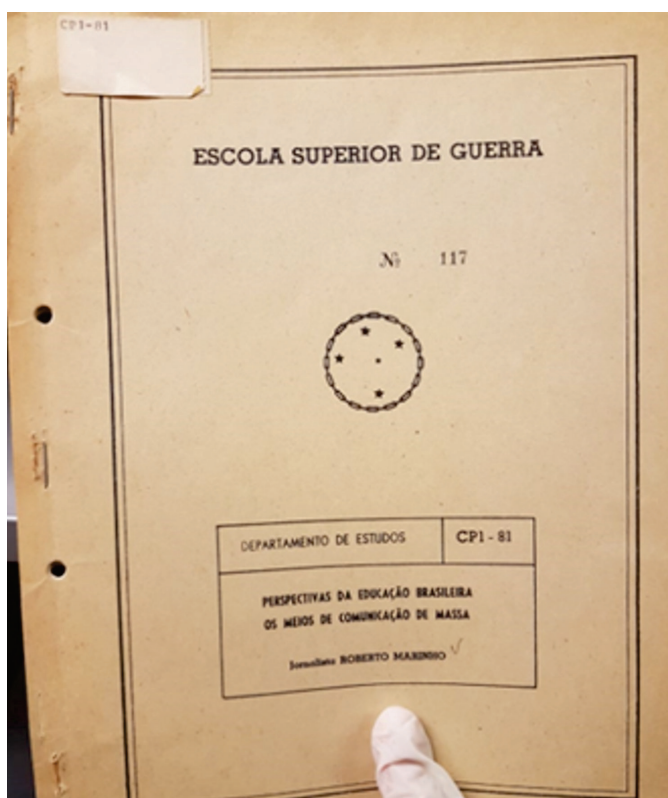 CP1-81
ESCOLA SUPERIOR DE GUERRA
Nº 117
DEPARTAMENTO DE ESTUDOS
CP1 - 81
PERSPECTIVAS DA EDUCAÇÃO BRASILEIRA
OS MEIOS DE COMUNICAÇÃO DE MASSA
Jornalista ROBERTO MARINHO